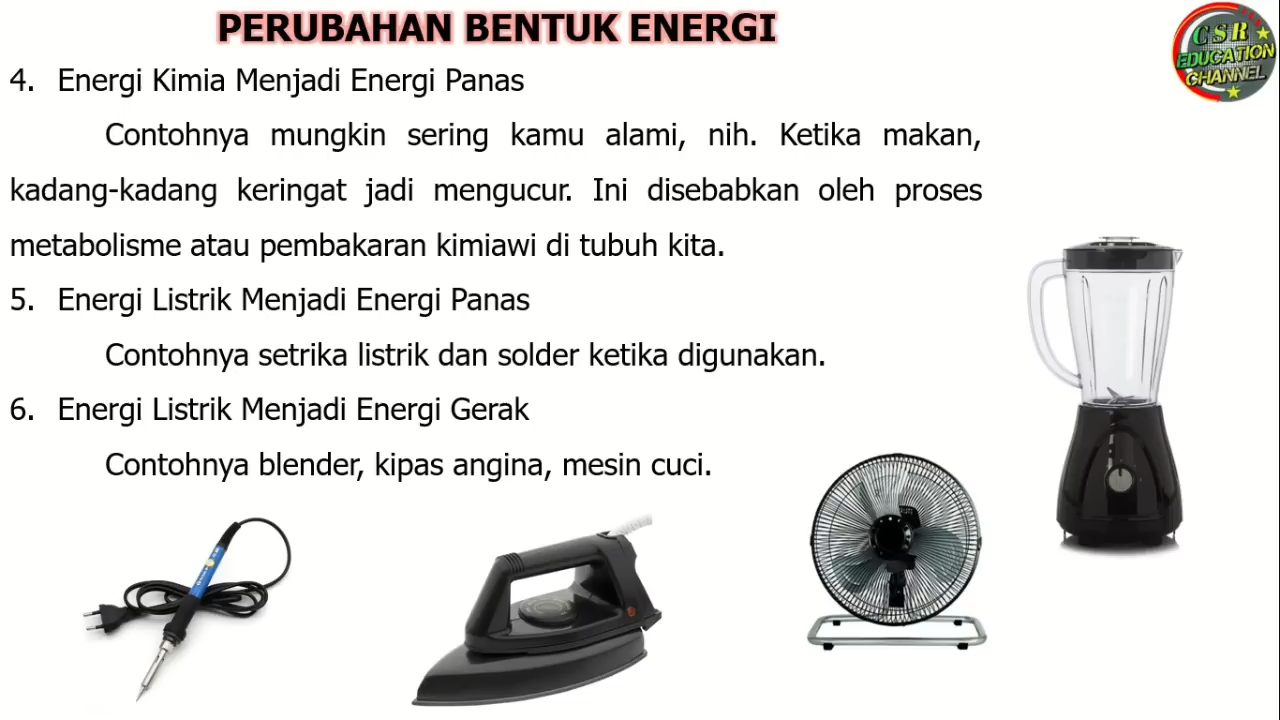 PERUBAHAN BENTUK ENERGI
CSR
EDUCATION
CHANNEL
4. Energi Kimia Menjadi Energi Panas
Contohnya mungkin sering kamu alami, nih. Ketika makan,
kadang-kadang keringat jadi mengucur. Ini disebabkan oleh proses
metabolisme atau pembakaran kimiawi di tubuh kita.
5. Energi Listrik Menjadi Energi Panas
Contohnya setrika listrik dan solder ketika digunakan.
6. Energi Listrik Menjadi Energi Gerak
Contohnya blender, kipas angina, mesin cuci.